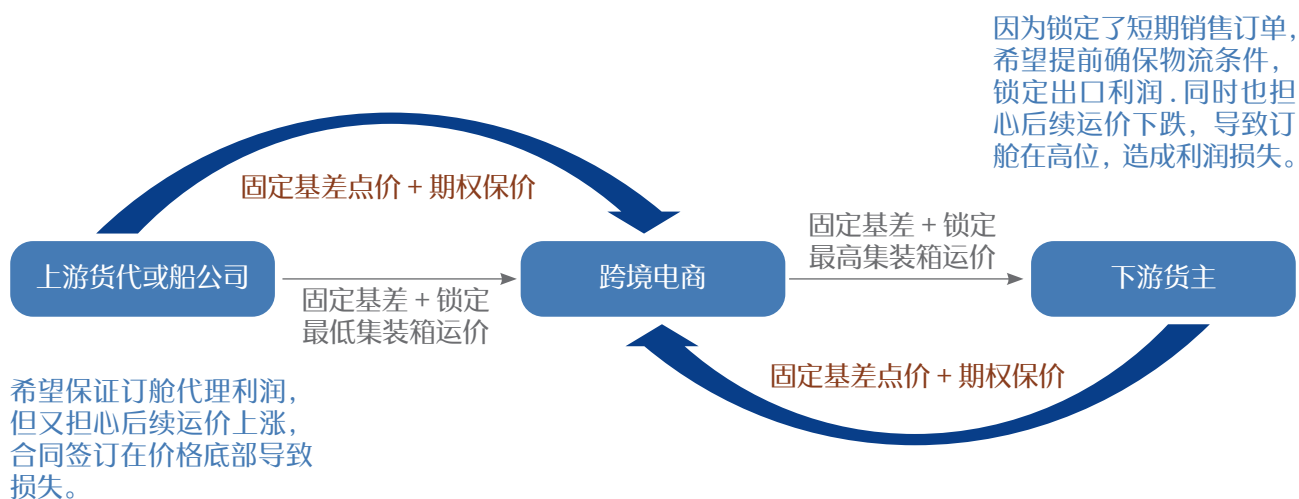 因为锁定了短期销售订单，
希望提前确保物流条件，
锁定出口利润.同时也担
心后续运价下跌，导致订
舱在高位，造成利润损失。
固定基差点价+期权保价
上游货代或船公司
固定基差+锁定
最低集装箱运价
跨境电商
固定基差+锁定
最高集装箱运价
下游货主
固定基差点价+期权保价
希望保证订舱代理利润，
但又担心后续运价上涨，
合同签订在价格底部导致
损失。